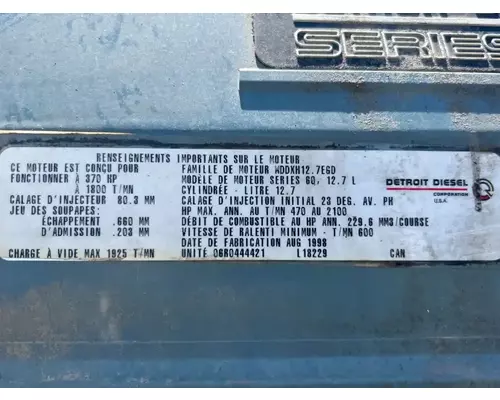 SERIES
RENSEIGNEMENTS IMPORTANTS SUR LE MOTEUR
CE MOTEUR EST CONÇU POUR
FONCTIONNER À 370 HP
À 1800 T/MN
CALAGE D'INJECTEUR 80.3 MM
JEU DES SOUPAPES:
ÉCHAPPEMENT .660 MM
D'ADMISSION .203 MM
CHARGE À VIDE MAX 1925 T/MN
FAMILLE DE MOTEUR WDDXH12.7EGD
MODÈLE DE MOTEUR SERIES 60, 12.7 L
CYLINDRÉE - LITRE 12.7
CALAGE D'INJECTION INITIAL 23 DEG. AV. PH
HP MAX. ANN. AU T/MN 470 AU 2100
DÉBIT DE COMBUSTIBLE AU HP ANN. 229.6 MM3/COURSE
VITESSE DE RALENTI MINIMUM - T/MN 600
DATE DU FABRICATION AUG 1998
UNITÉ 06R0444421 L18229 CAN
DETROIT DIESEL
CORPORATION
U.S.A.